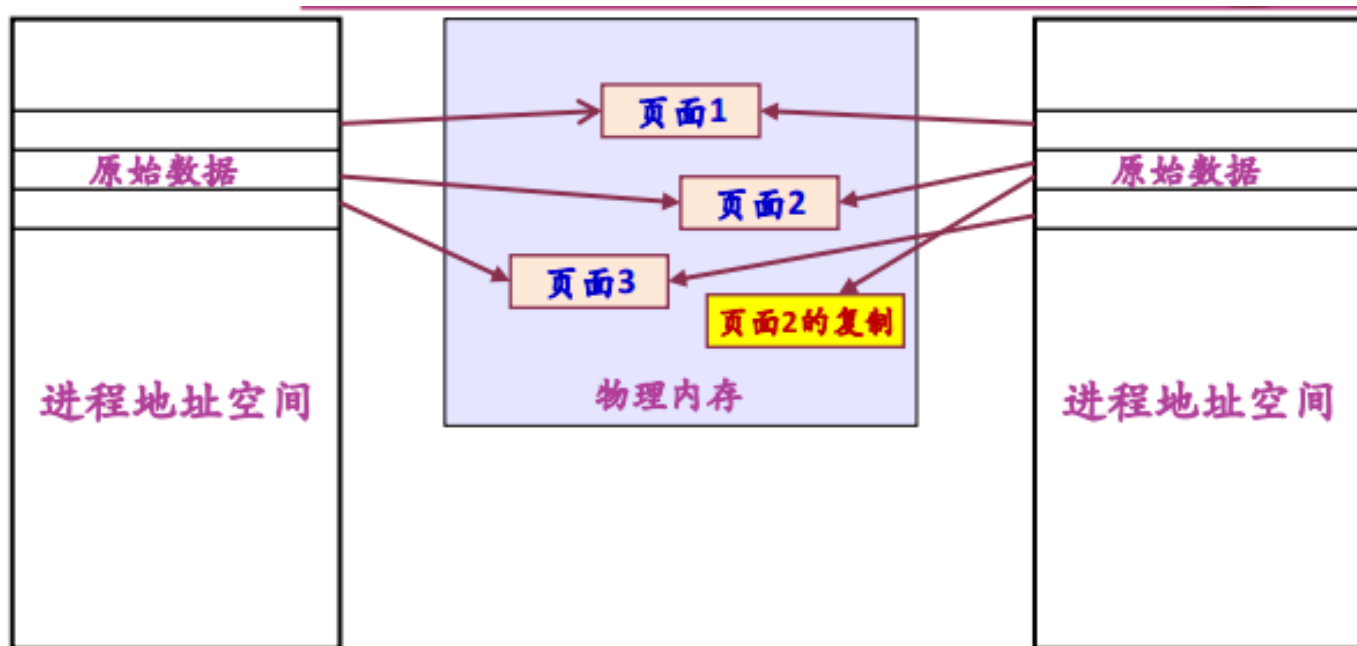 页面1
原始数据
原始数据
页面2
页面3
页面2的复制
进程地址空间
物理内存
进程地址空间